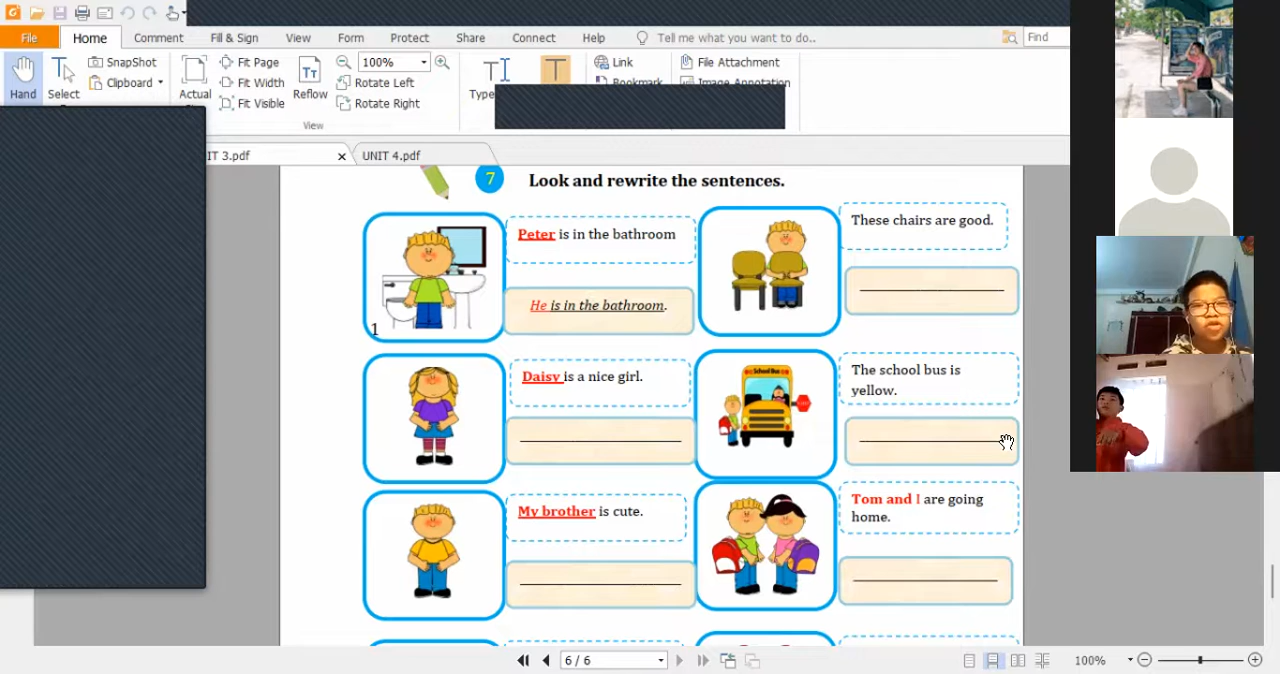 File
Home
Comment
Fill & Sign
View
Form
Protect
Share
Connect
Help
Tell me what you want to do..
Find
Hand
Select
SnapShot
Clipboard
Actual
Fit Page
Fit Width
Fit Visible
Reflow
100%
Rotate Left
Rotate Right
View
Link
Bookmark
File Attachment
Image Annotation
IT 3.pdf
UNIT 4.pdf
7
Look and rewrite the sentences.
1
Peter is in the bathroom
He is in the bathroom.
These chairs are good.
Daisy is a nice girl.
School Bus
The school bus is
yellow.
My brother is cute.
Tom and I are going
home.
6 / 6
100%